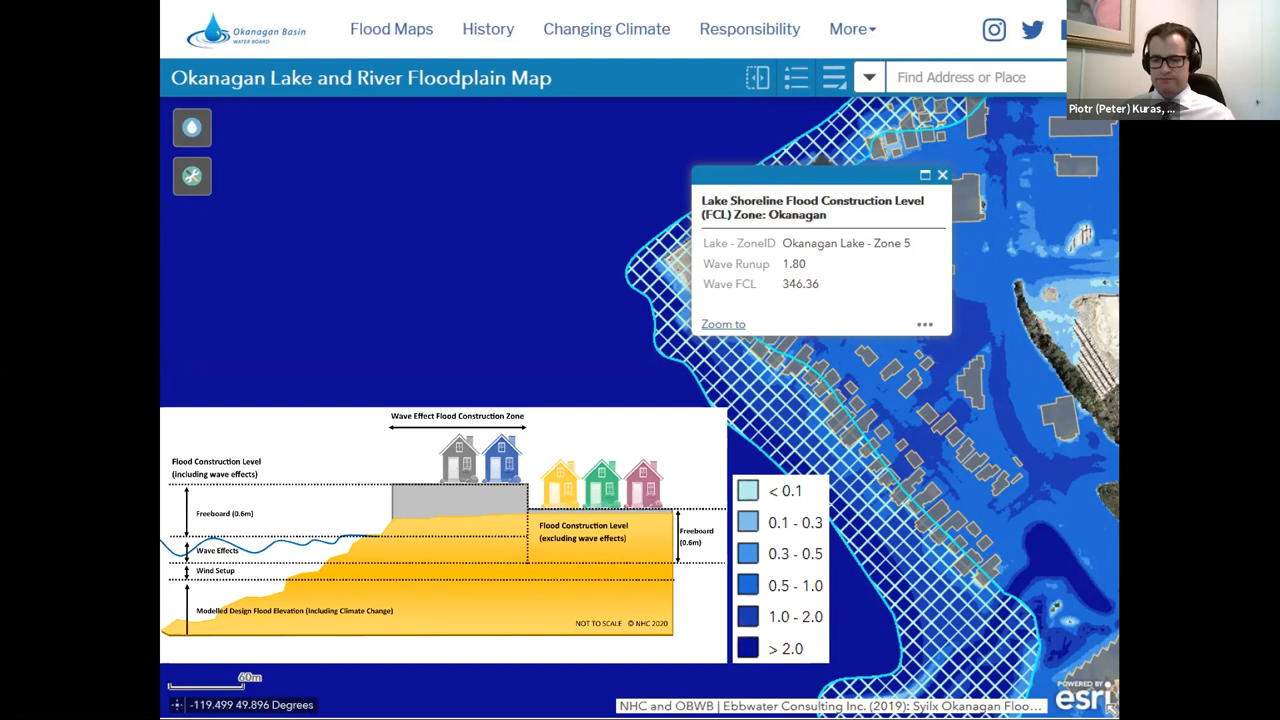 Okanagan Basin
WATER BOARD
Flood Maps
History
Changing Climate
Responsibility
More
Okanagan Lake and River Floodplain Map
Find Address or Place
Piotr (Peter) Kuras, ...
Lake Shoreline Flood Construction Level
(FCL) Zone: Okanagan
Lake - ZoneID Okanagan Lake - Zone 5
Wave Runup 1.80
Wave FCL 346.36
Zoom to
Wave Effect Flood Construction Zone
Flood Construction Level
(including wave effects)
Freeboard (0.6m)
Wave Effects
Wind Setup
Modelled Design Flood Elevation (Including Climate Change)
Flood Construction Level
(excluding wave effects)
Freeboard
(0.6m)
NOT TO SCALE © NHC 2020
< 0.1
0.1 - 0.3
0.3 - 0.5
0.5 - 1.0
1.0 - 2.0
> 2.0
60m
-119.499 49.896 Degrees
NHC and OBWB | Ebbwater Consulting Inc. (2019): Syilx Okanagan Floo...
POWERED BY
esri